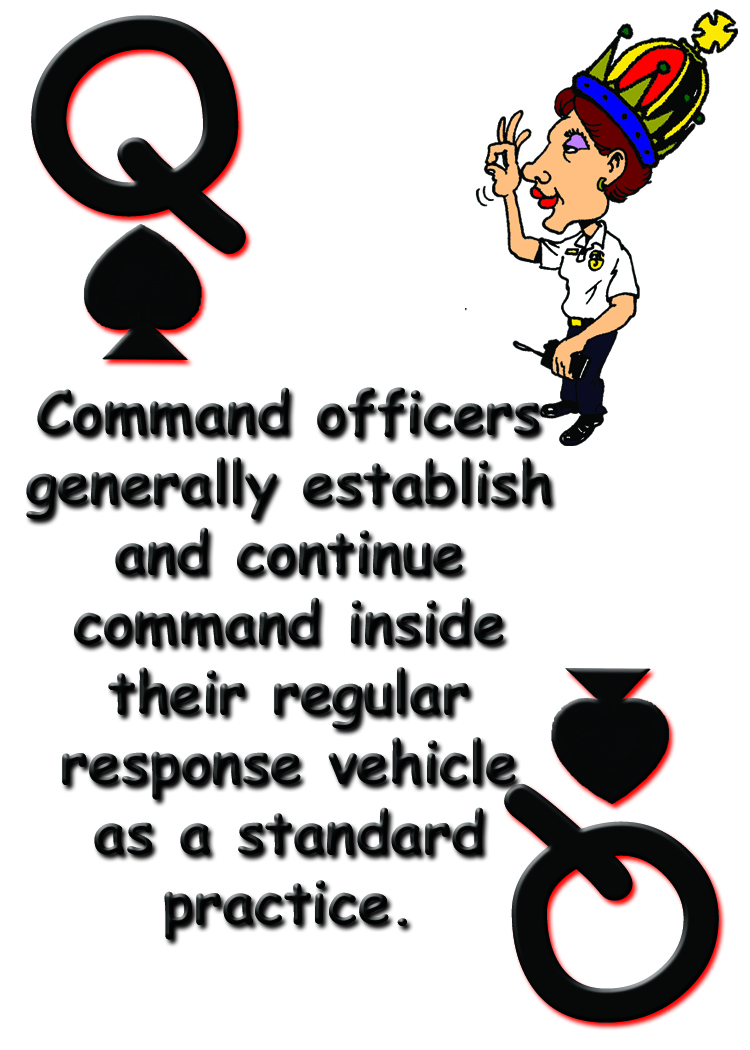 Q
Command officers
generally establish
and continue
command inside
their regular
response vehicle
as a standard
practice.
Q